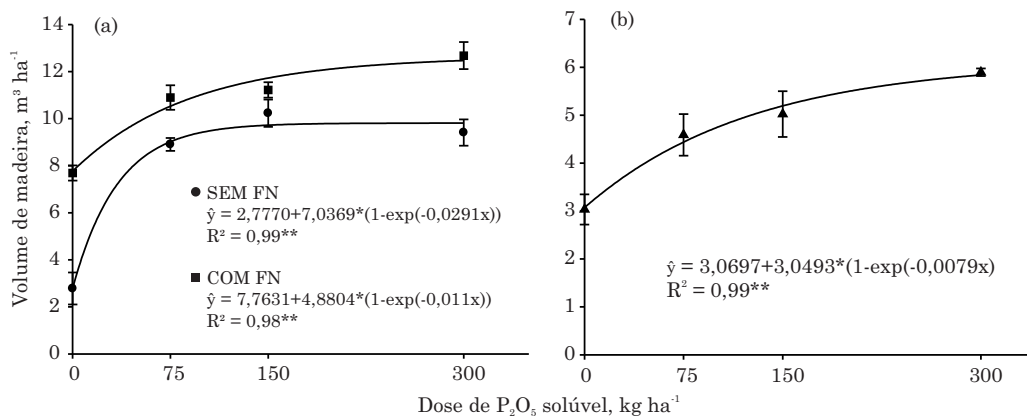 (a)
Volume de madeira, m³ ha⁻¹
14
12
10
8
6
4
2
0
● SEM FN
ŷ = 2,7770+7,0369*(1-exp(-0,0291x))
R² = 0,99**
■ COM FN
ŷ = 7,7631+4,8804*(1-exp(-0,011x))
R² = 0,98**
0 75 150 300
(b)
7
6
5
4
3
2
1
0
ŷ = 3,0697+3,0493*(1-exp(-0,0079x)
R² = 0,99**
0 75 150 300
Dose de P₂O₅ solúvel, kg ha⁻¹